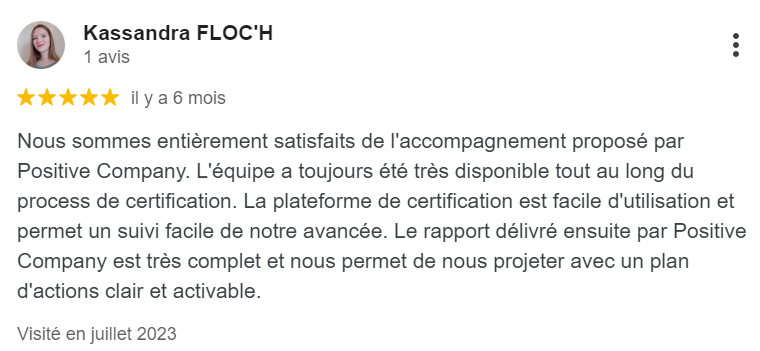 Kassandra FLOC'H
1 avis
il y a 6 mois
Nous sommes entièrement satisfaits de l'accompagnement proposé par
Positive Company. L'équipe a toujours été très disponible tout au long du
process de certification. La plateforme de certification est facile d'utilisation et
permet un suivi facile de notre avancée. Le rapport délivré ensuite par Positive
Company est très complet et nous permet de nous projeter avec un plan
d'actions clair et activable.
Visité en juillet 2023